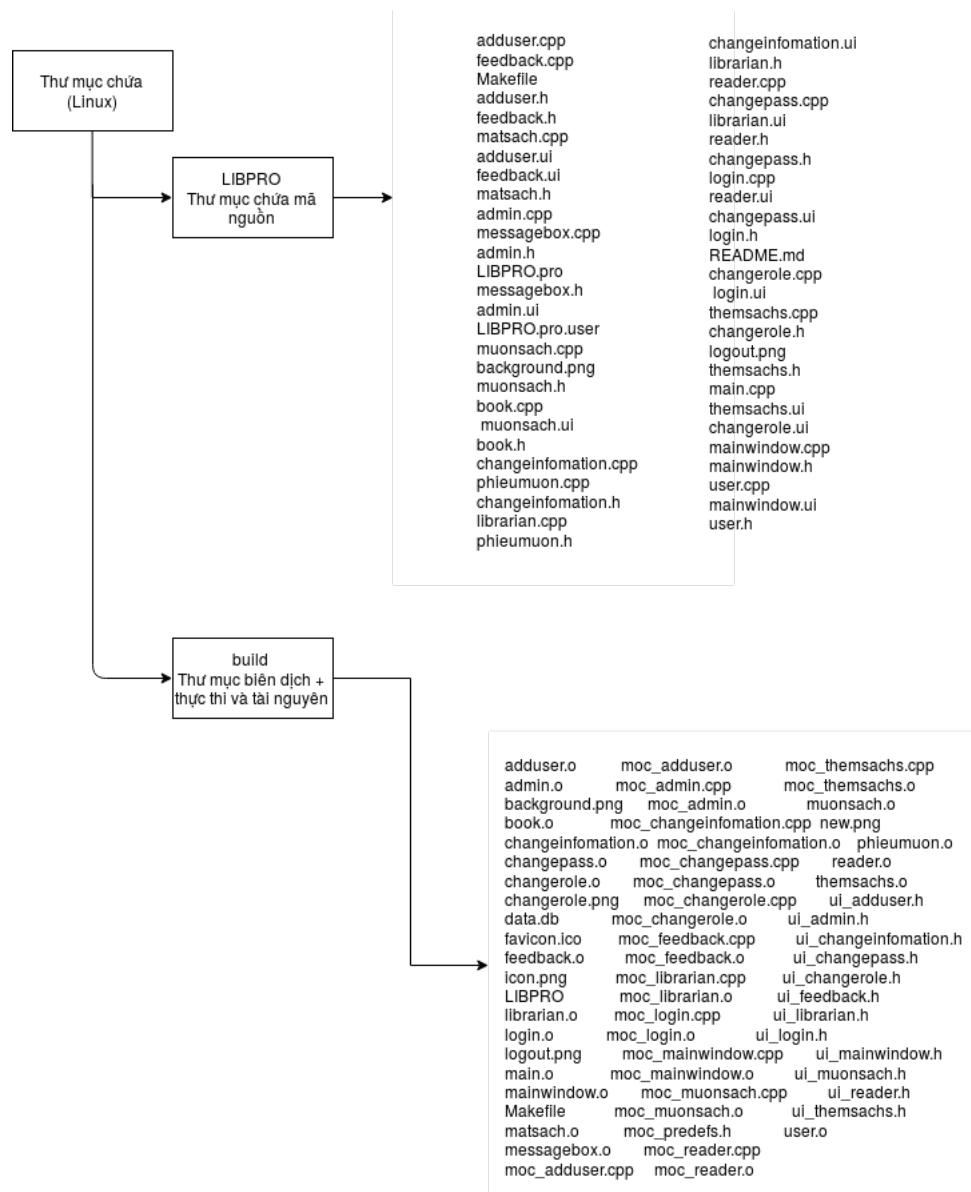 Thư mục chứa
(Linux)
LIBPRO
Thư mục chứa mã
nguồn
adduser.cpp
feedback.cpp
Makefile
adduser.h
feedback.h
matsach.cpp
adduser.ui
feedback.ui
matsach.h
admin.cpp
messagebox.cpp
admin.h
LIBPRO.pro
messagebox.h
admin.ui
LIBPRO.pro.user
muonsach.cpp
background.png
muonsach.h
book.cpp
muonsach.ui
book.h
changeinfomation.cpp
phieumuon.cpp
changeinfomation.h
librarian.cpp
phieumuon.h
changeinfomation.ui
librarian.h
reader.cpp
changepass.cpp
librarian.ui
reader.h
changepass.h
login.cpp
reader.ui
changepass.ui
login.h
README.md
changerole.cpp
login.ui
themsachs.cpp
changerole.h
logout.png
themsachs.h
main.cpp
themsachs.ui
changerole.ui
mainwindow.cpp
mainwindow.h
user.cpp
mainwindow.ui
user.h
build
Thư mục biên dịch +
thực thi và tài nguyên
adduser.o moc_adduser.o moc_themsachs.cpp
admin.o moc_admin.cpp moc_themsachs.o
background.png moc_admin.o muonsach.o
book.o moc_changeinfomation.cpp new.png
changeinfomation.o moc_changeinfomation.o phieumuon.o
changepass.o moc_changepass.cpp reader.o
changerole.o moc_changepass.o themsachs.o
changerole.png moc_changerole.cpp ui_adduser.h
data.db moc_changerole.o ui_admin.h
favicon.ico moc_feedback.cpp ui_changeinfomation.h
feedback.o moc_feedback.o ui_changepass.h
icon.png moc_librarian.cpp ui_changerole.h
LIBPRO moc_librarian.o ui_feedback.h
librarian.o moc_login.cpp ui_librarian.h
login.o moc_login.o ui_login.h
logout.png moc_mainwindow.cpp ui_mainwindow.h
main.o moc_mainwindow.o ui_muonsach.h
mainwindow.o moc_muonsach.cpp ui_reader.h
Makefile moc_muonsach.o ui_themsachs.h
matsach.o moc_predefs.h user.o
messagebox.o moc_reader.cpp
moc_adduser.cpp moc_reader.o